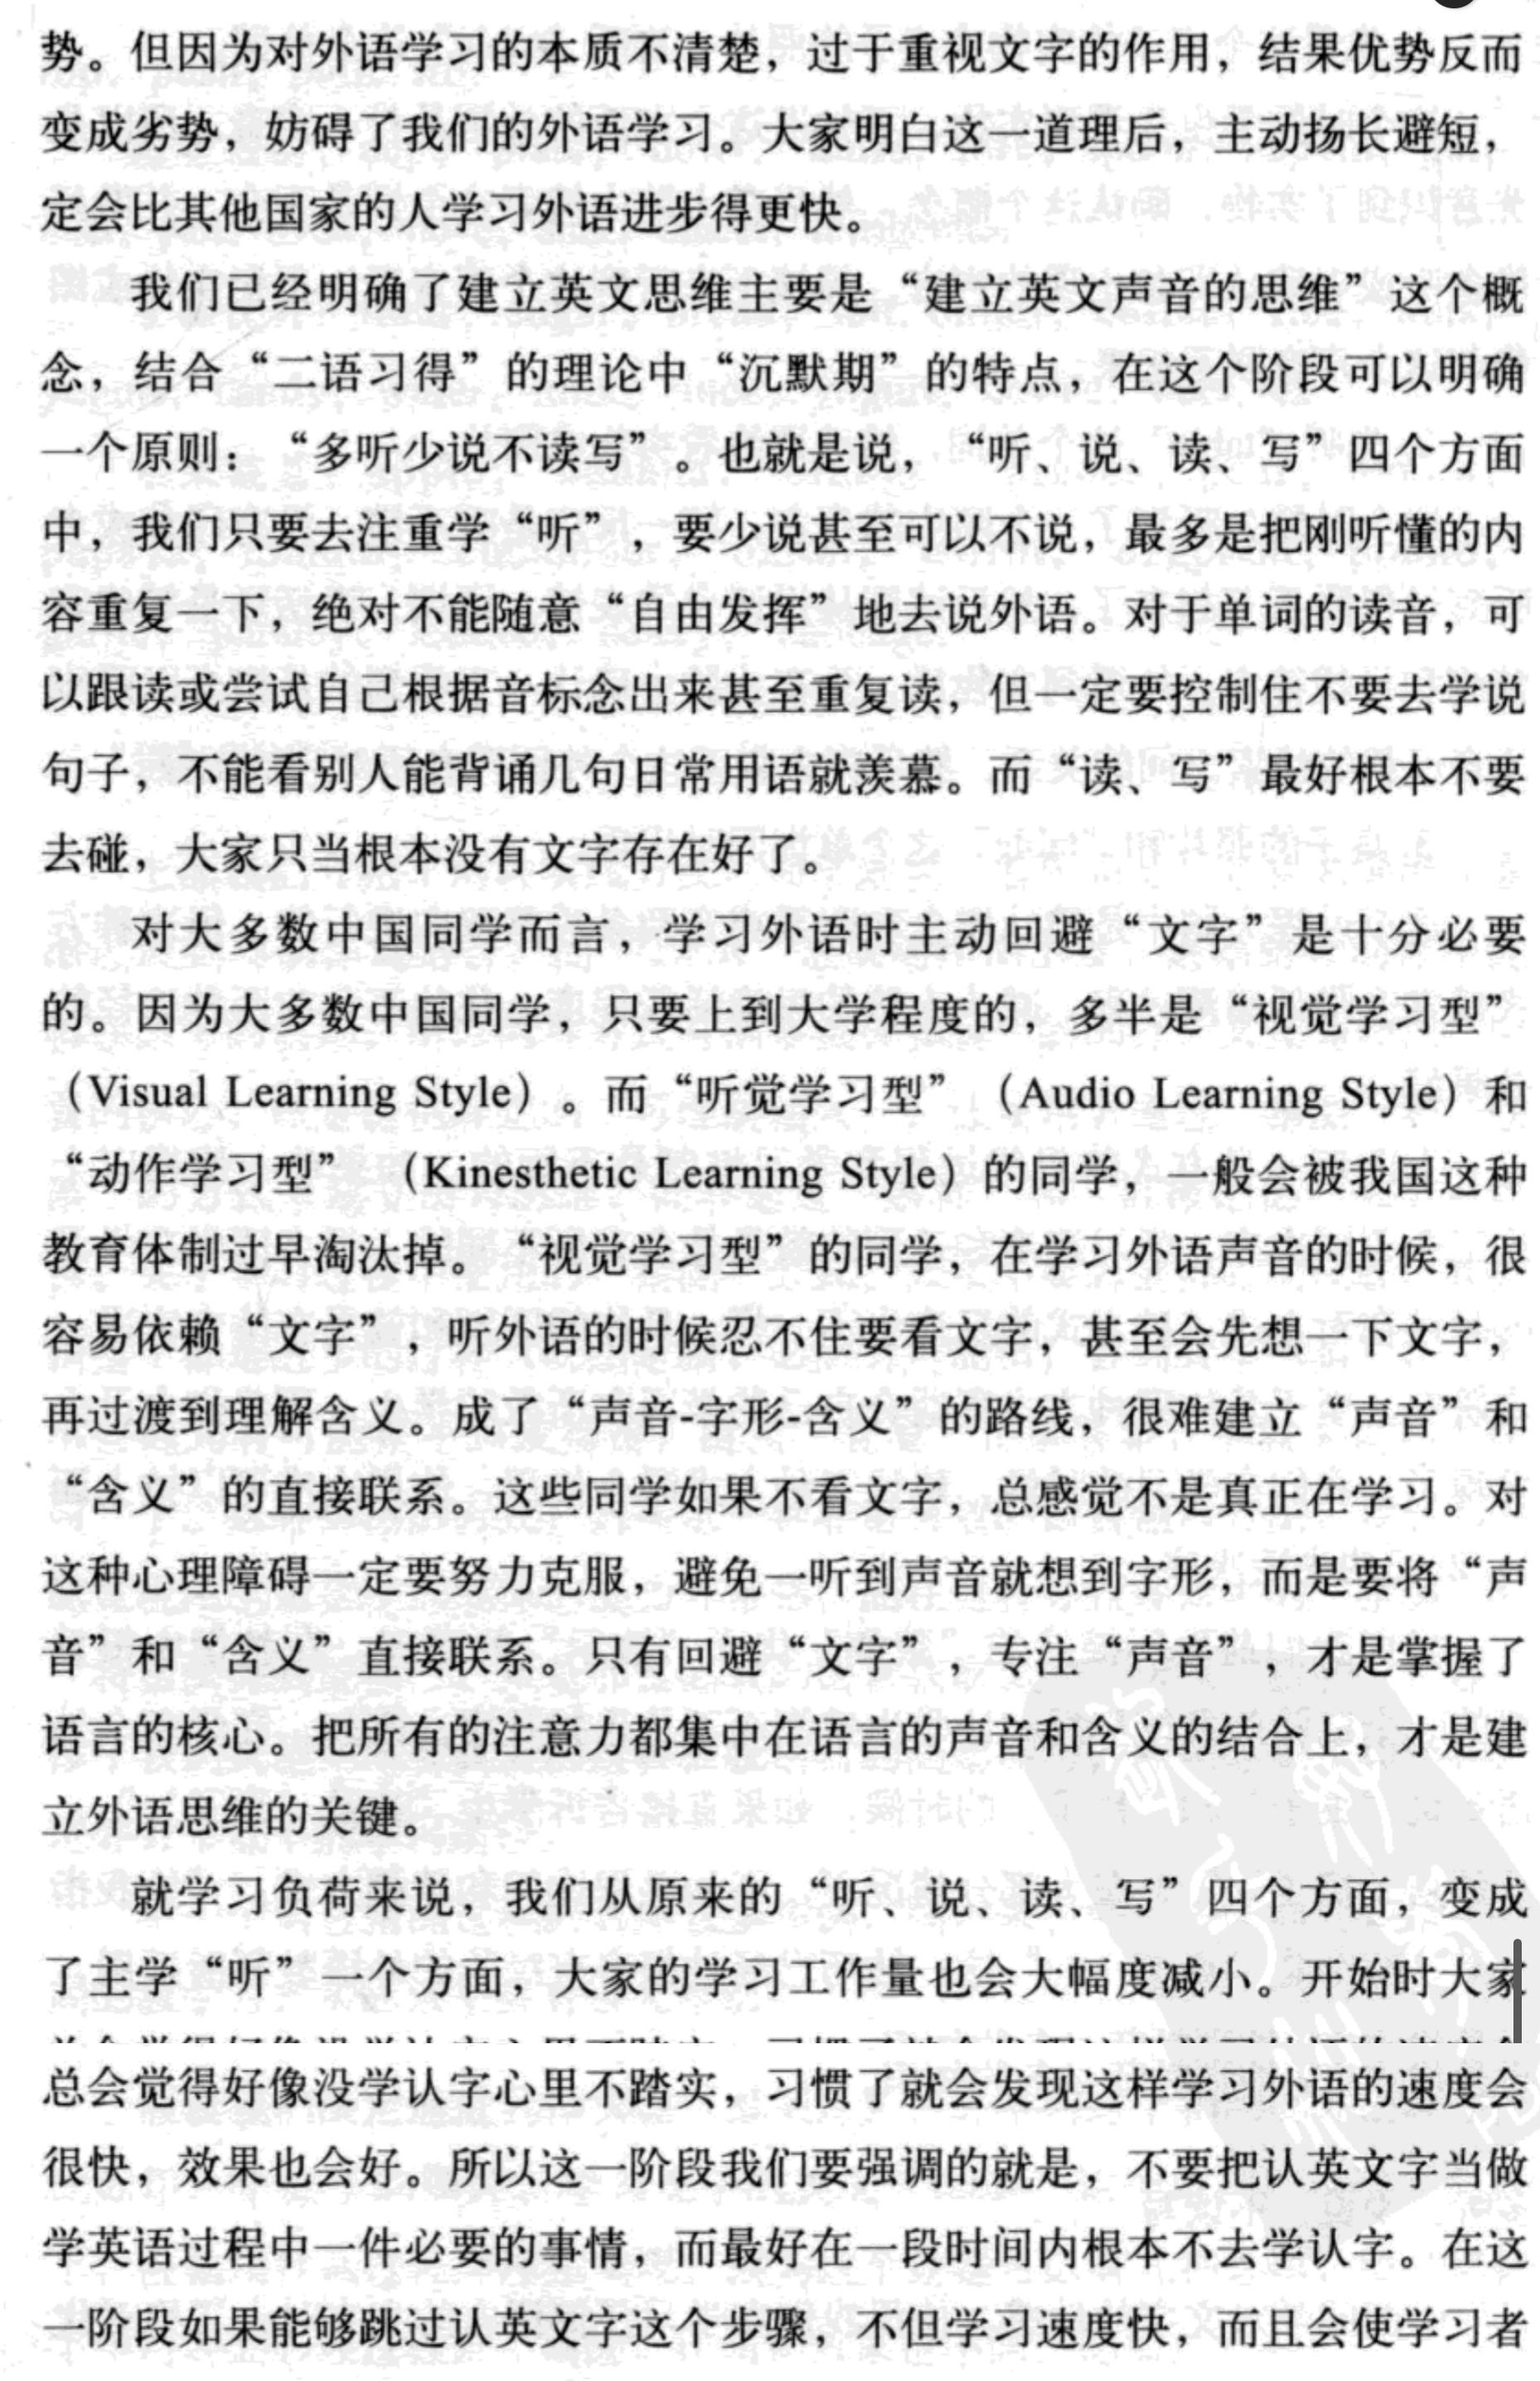 势。但因为对外语学习的本质不清楚，过于重视文字的作用，结果优势反而
变成劣势，妨碍了我们的外语学习。大家明白这一道理后，主动扬长避短，
定会比其他国家的人学习外语进步得更快。
我们已经明确了建立英文思维主要是“建立英文声音的思维”这个概
念，结合“二语习得”的理论中“沉默期”的特点，在这个阶段可以明确
一个原则：“多听少说不读写”。也就是说，“听、说、读、写”四个方面
中，我们只要去注重学“听”，要少说甚至可以不说，最多是把刚听懂的内
容重复一下，绝对不能随意“自由发挥”地去说外语。对于单词的读音，可
以跟读或尝试自己根据音标念出来甚至重复读，但一定要控制住不要去学说
句子，不能看别人能背诵几句日常用语就羡慕。而“读、写”最好根本不要
去碰，大家只当根本没有文字存在好了。
对大多数中国同学而言，学习外语时主动回避“文字”是十分必要
的。因为大多数中国同学，只要上到大学程度的，多半是“视觉学习型”
（Visual Learning Style）。而“听觉学习型”（Audio Learning Style）和
“动作学习型”（Kinesthetic Learning Style）的同学，一般会被我国这种
教育体制过早淘汰掉。“视觉学习型”的同学，在学习外语声音的时候，很
容易依赖“文字”，听外语的时候忍不住要看文字，甚至会先想一下文字，
再过渡到理解含义。成了“声音-字形-含义”的路线，很难建立“声音”和
“含义”的直接联系。这些同学如果不看文字，总感觉不是真正在学习。对
这种心理障碍一定要努力克服，避免一听到声音就想到字形，而是要将“声
音”和“含义”直接联系。只有回避“文字”，专注“声音”，才是掌握了
语言的核心。把所有的注意力都集中在语言的声音和含义的结合上，才是建
立外语思维的关键。
就学习负荷来说，我们从原来的“听、说、读、写”四个方面，变成
了主学“听”一个方面，大家的学习工作量也会大幅度减小。开始时大家
总会觉得好像没学认字心里不踏实，习惯了就会发现这样学习外语的速度会
很快，效果也会好。所以这一阶段我们要强调的就是，不要把认英文字当做
学英语过程中一件必要的事情，而最好在一段时间内根本不去学认字。在这
一阶段如果能够跳过认英文字这个步骤，不但学习速度快，而且会使学习者